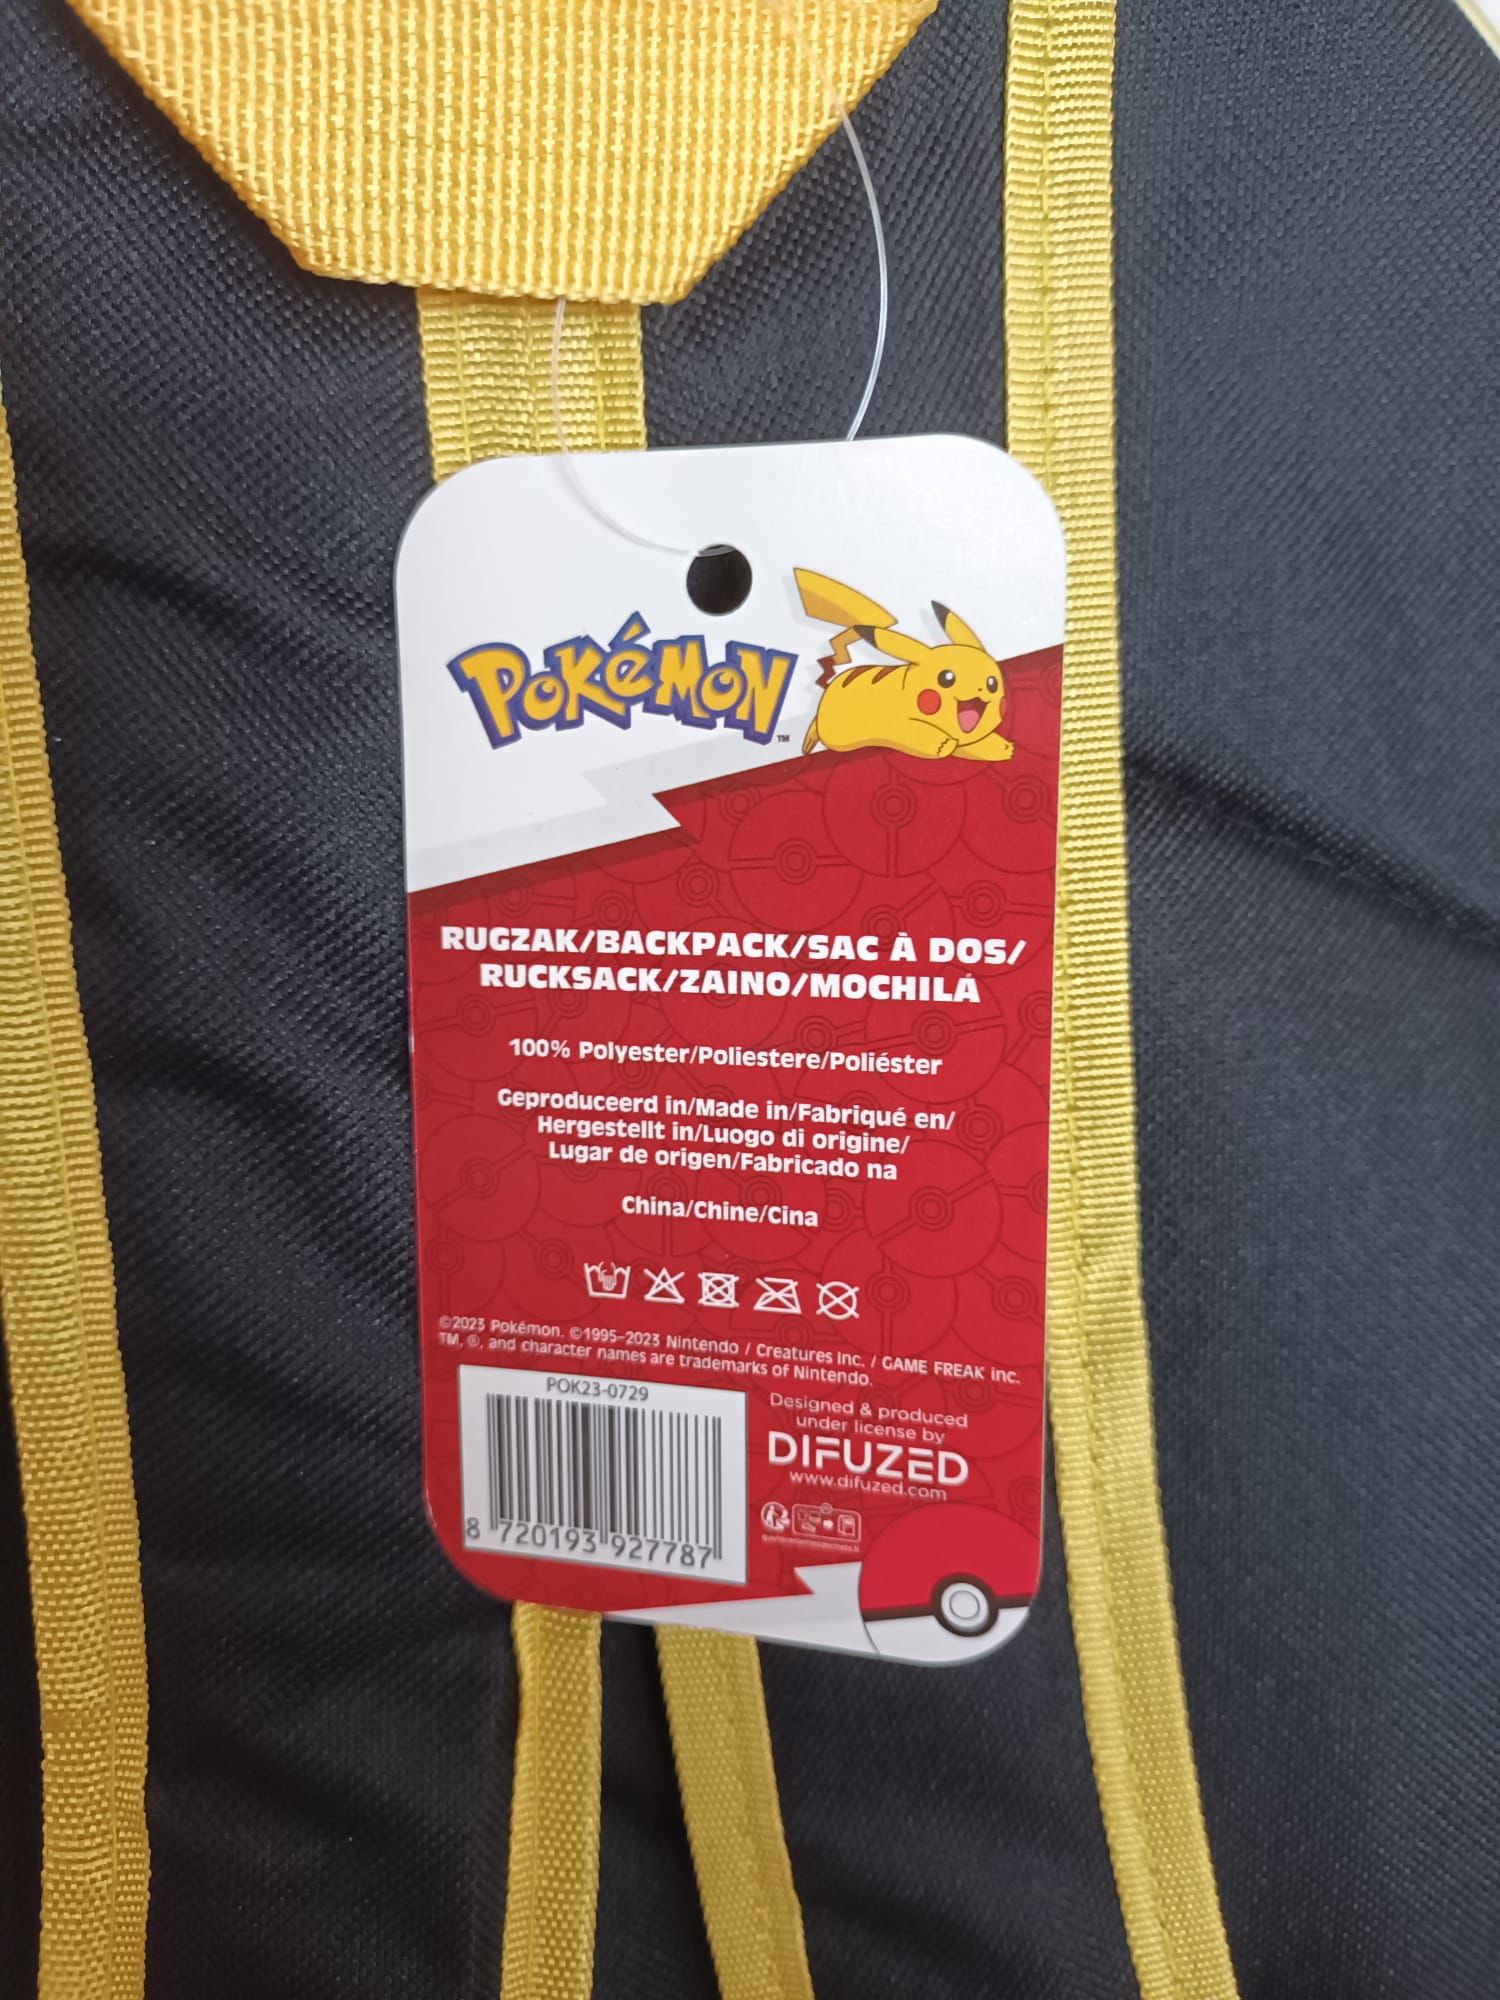 Pokémon
™
RUGZAK/BACKPACK/SAC À DOS/
RUCKSACK/ZAINO/MOCHILÁ
100% Polyester/Poliestere/Poliéster
Geproduceerd in/Made in/Fabriqué en/
Hergestellt in/Luogo di origine/
Lugar de origen/Fabricado na
China/Chine/Cina
©2023 Pokémon. ©1995–2023 Nintendo / Creatures Inc. / GAME FREAK inc.
TM, ®, and character names are trademarks of Nintendo.
POK23-0729
8 720193 927787
Designed & produced
under license by
DIFUZED
www.difuzed.com